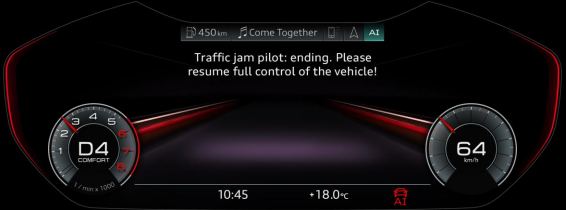 450 km Come Together AI
Traffic jam pilot: ending. Please
resume full control of the vehicle!
1 2 3 4 5 6 7 8
D4
COMFORT
1 / min x 1000
64
km/h
10:45 +18.0°C AI